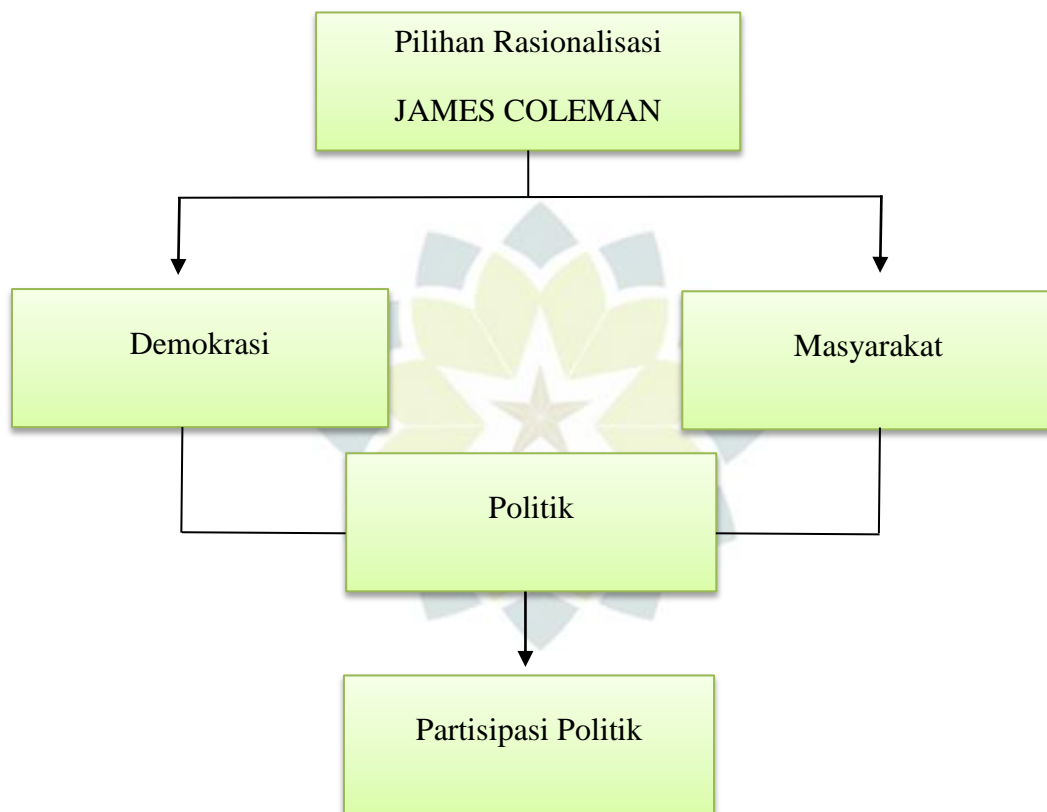 Pilihan Rasionalisasi
JAMES COLEMAN
Demokrasi
Masyarakat
Politik
Partisipasi Politik